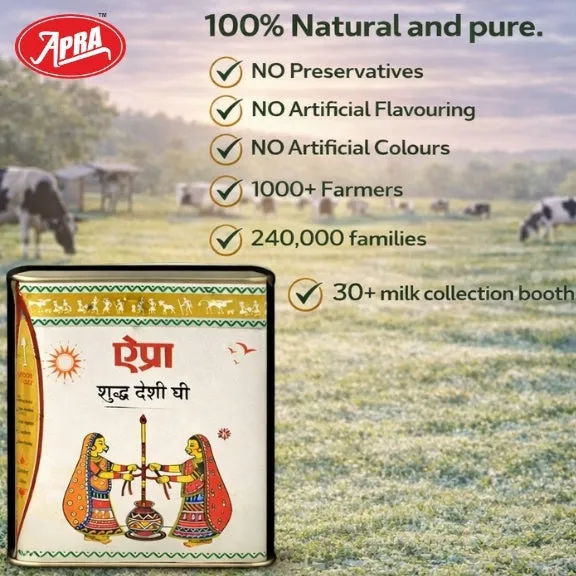 APRA
TM
100% Natural and pure.
NO Preservatives
NO Artificial Flavouring
NO Artificial Colours
1000+ Farmers
240,000 families
30+ milk collection booth
ऐप्रा
शुद्ध देशी घी